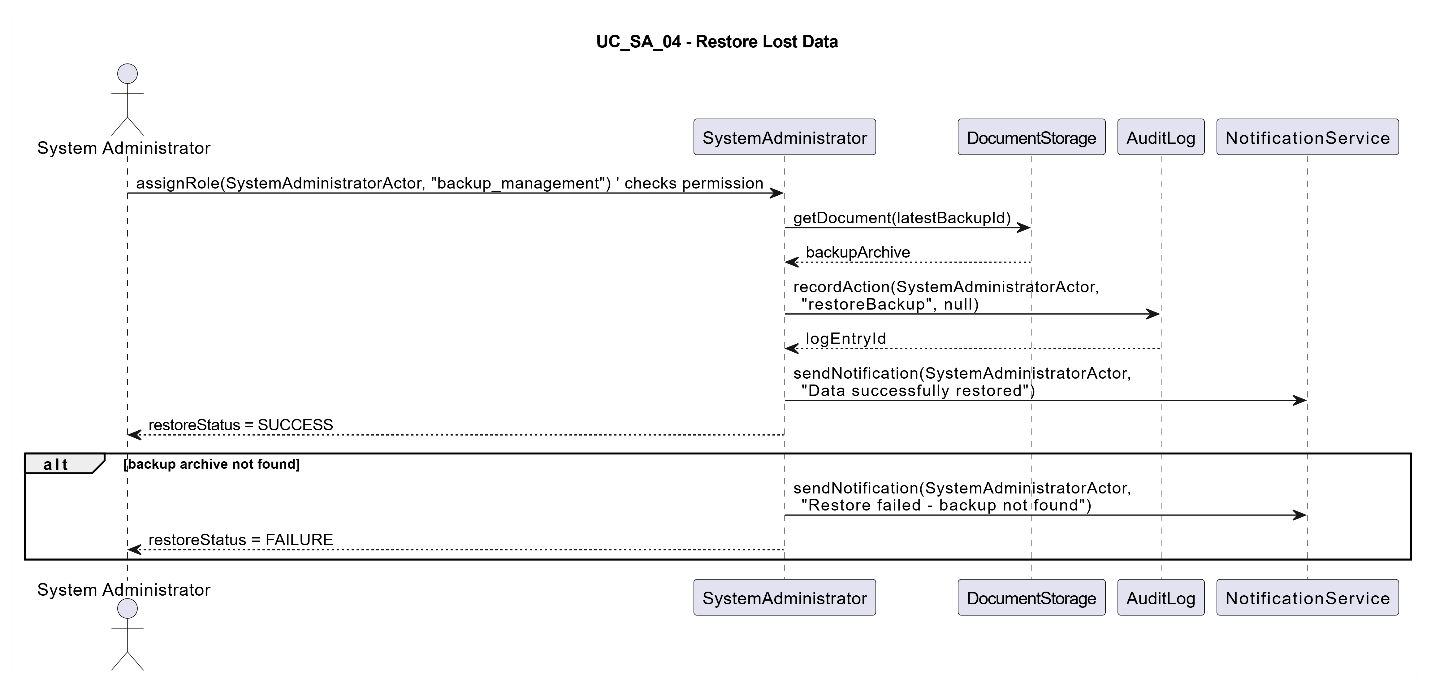 UC_SA_04 - Restore Lost Data
System Administrator
SystemAdministrator
DocumentStorage
AuditLog
NotificationService
assignRole(SystemAdministratorActor, "backup_management") ' checks permission
getDocument(latestBackupId)
backupArchive
recordAction(SystemAdministratorActor,
"restoreBackup", null)
logEntryId
sendNotification(SystemAdministratorActor,
"Data successfully restored")
restoreStatus = SUCCESS
alt
[backup archive not found]
sendNotification(SystemAdministratorActor,
"Restore failed - backup not found")
restoreStatus = FAILURE
System Administrator
SystemAdministrator
DocumentStorage
AuditLog
NotificationService